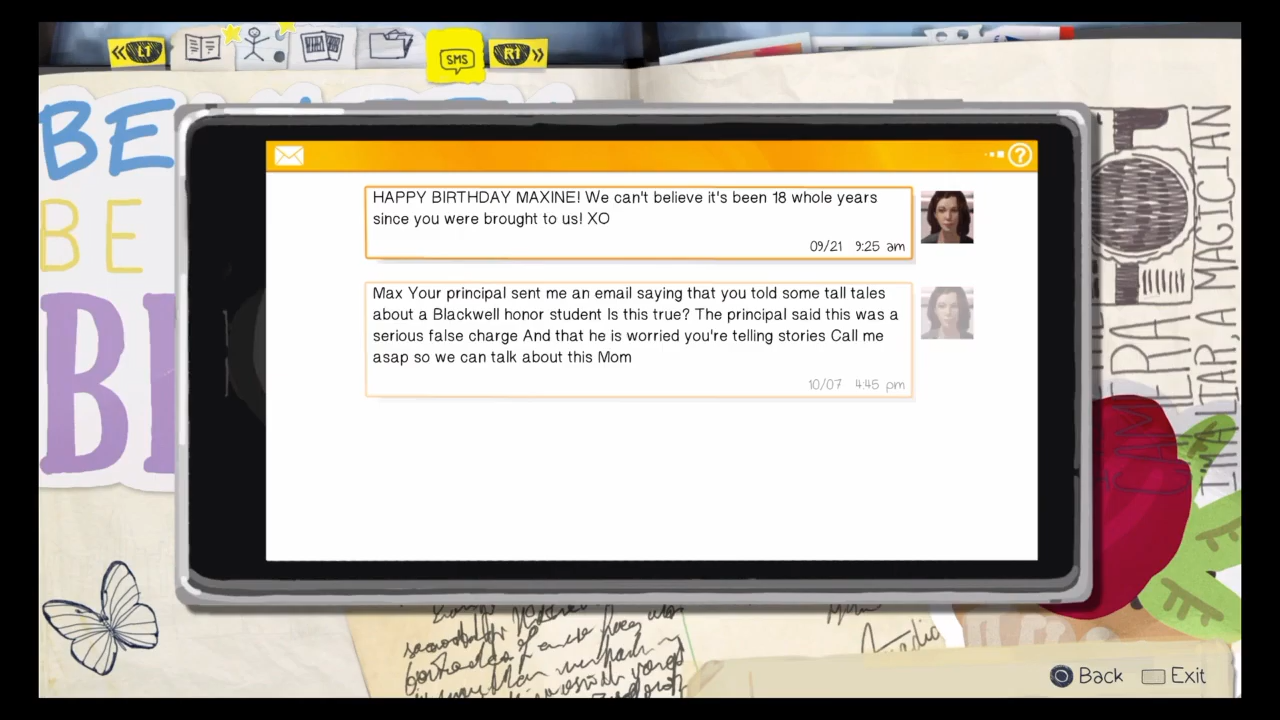 L1
SMS
R1
HAPPY BIRTHDAY MAXINE! We can't believe it's been 18 whole years
since you were brought to us! XO
09/21 9:25 am
Max Your principal sent me an email saying that you told some tall tales
about a Blackwell honor student Is this true? The principal said this was a
serious false charge And that he is worried you're telling stories Call me
asap so we can talk about this Mom
10/07 4:45 pm
?
BE
BE
CAMERA
I'M A LIAR, A MAGICIAN
Back
Exit